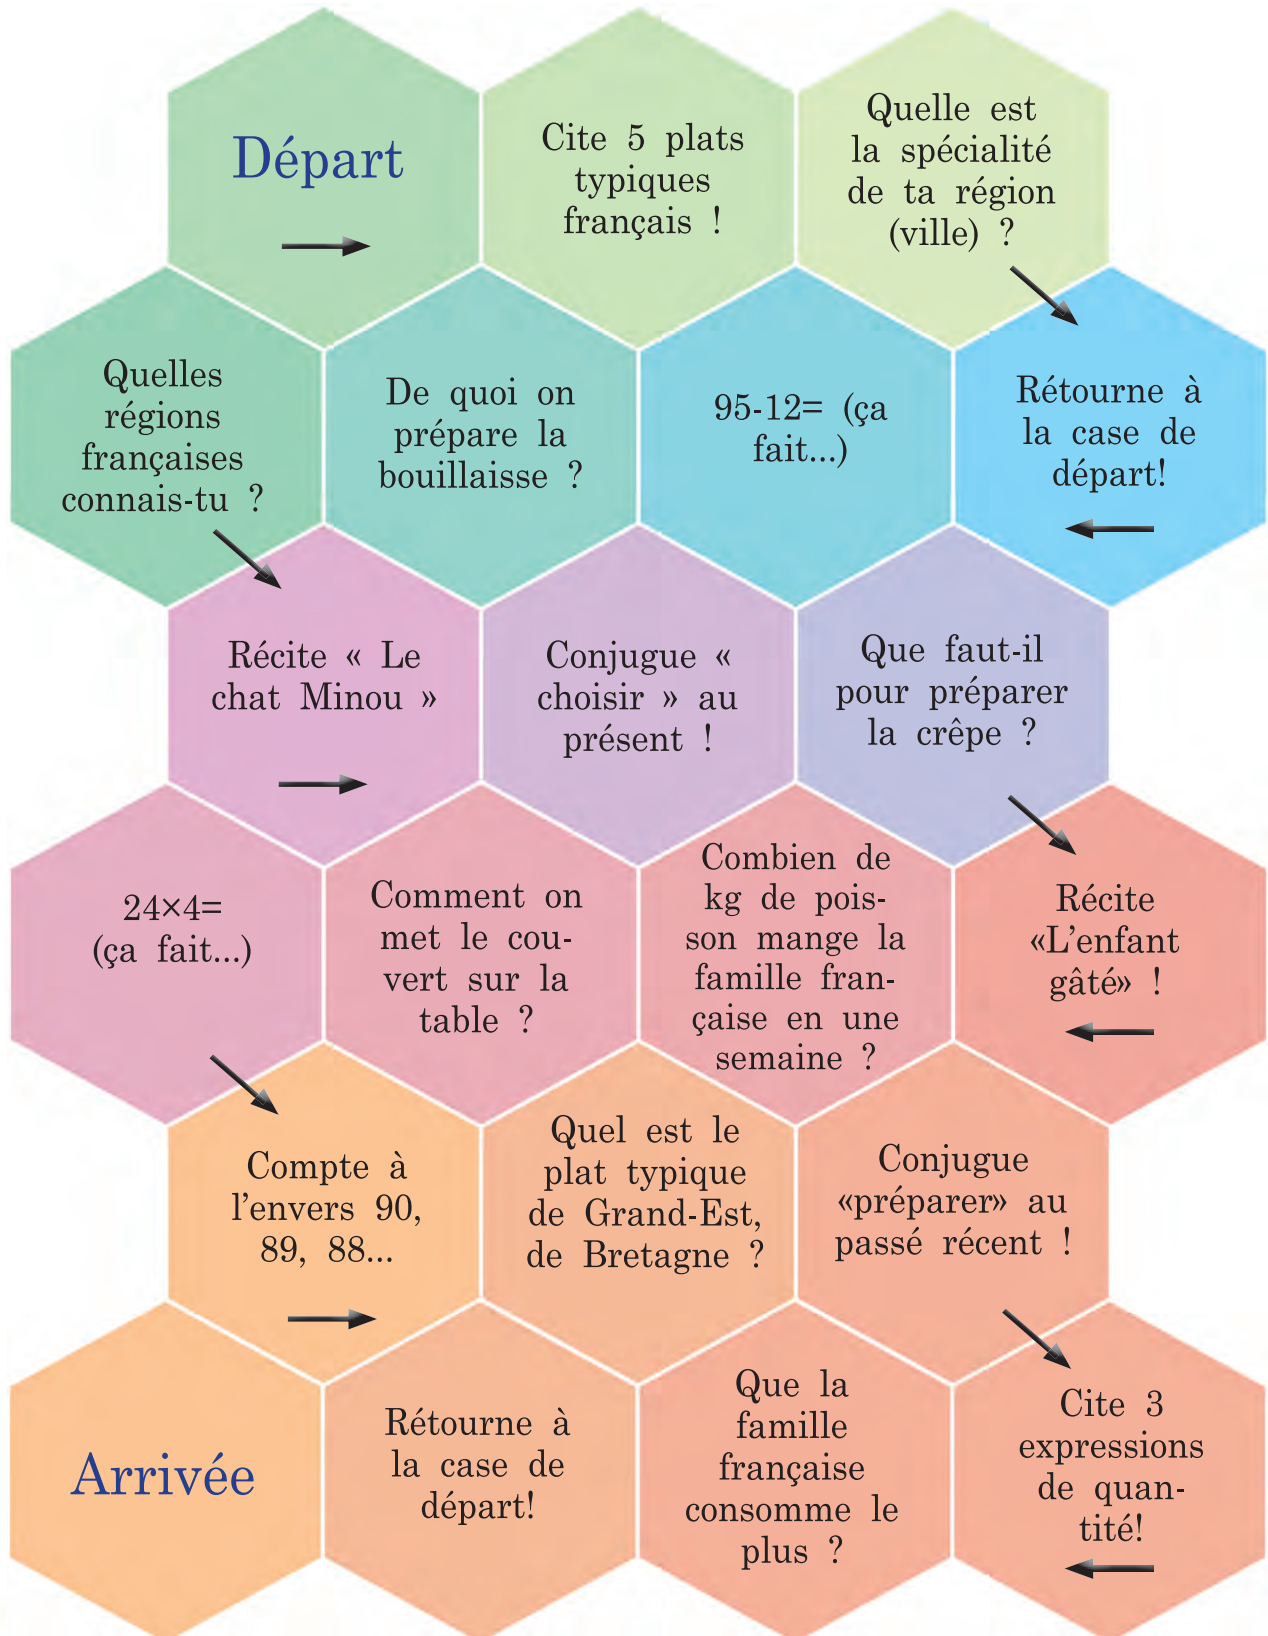 Départ
Cite 5 plats
typiques
français !
Quelle est
la spécialité
de ta région
(ville) ?
Quelles
régions
françaises
connais-tu ?
De quoi on
prépare la
bouillaisse ?
95-12= (ça
fait...)
Rétourne à
la case de
départ!
Récite « Le
chat Minou »
Conjugue «
choisir » au
présent !
Que faut-il
pour préparer
la crêpe ?
24×4=
(ça fait...)
Comment on
met le cou-
vert sur la
table ?
Combien de
kg de pois-
son mange la
famille fran-
çaise en une
semaine ?
Récite
«L’enfant
gâté» !
Compte à
l’envers 90,
89, 88...
Quel est le
plat typique
de Grand-Est,
de Bretagne ?
Conjugue
«préparer» au
passé récent !
Arrivée
Rétourne à
la case de
départ!
Que la
famille
française
consomme le
plus ?
Cite 3
expressions
de quan-
tité!